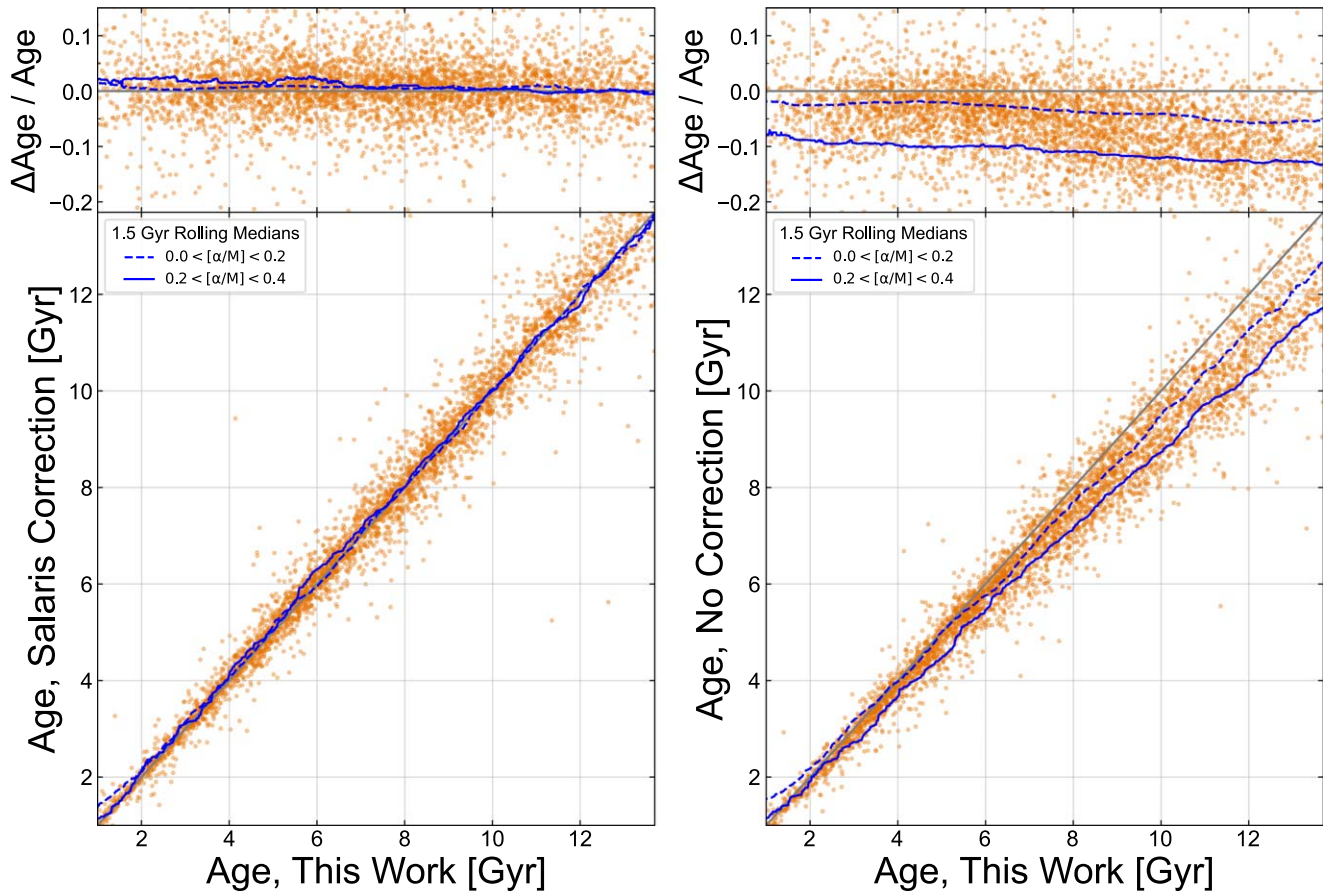 ΔAge / Age
0.1
0.0
−0.1
−0.2
1.5 Gyr Rolling Medians
0.0 < [α/M] < 0.2
0.2 < [α/M] < 0.4
Age, Salaris Correction [Gyr]
12
10
8
6
4
2
2 4 6 8 10 12
Age, This Work [Gyr]
ΔAge / Age
0.1
0.0
−0.1
−0.2
1.5 Gyr Rolling Medians
0.0 < [α/M] < 0.2
0.2 < [α/M] < 0.4
Age, No Correction [Gyr]
12
10
8
6
4
2
2 4 6 8 10 12
Age, This Work [Gyr]